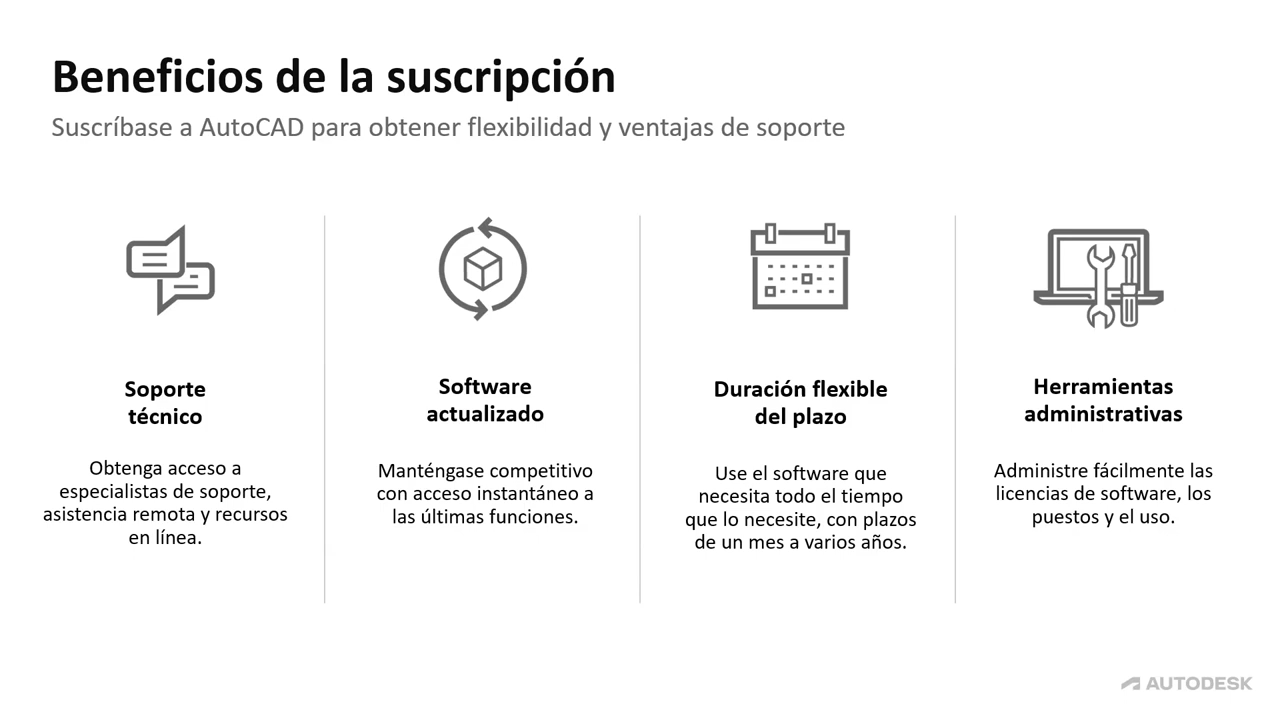 Beneficios de la suscripción
Suscríbase a AutoCAD para obtener flexibilidad y ventajas de soporte
Soporte
técnico
Obtenga acceso a
especialistas de soporte,
asistencia remota y recursos
en línea.
Software
actualizado
Manténgase competitivo
con acceso instantáneo a
las últimas funciones.
Duración flexible
del plazo
Use el software que
necesita todo el tiempo
que lo necesite, con plazos
de un mes a varios años.
Herramientas
administrativas
Administre fácilmente las
licencias de software, los
puestos y el uso.
AUTODESK